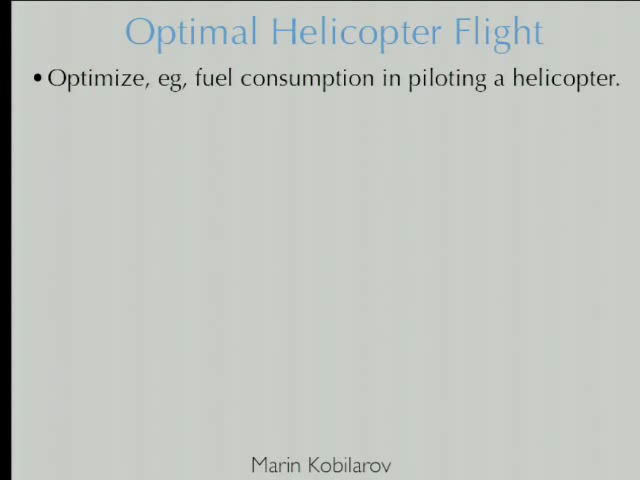 Optimal Helicopter Flight
• Optimize, eg, fuel consumption in piloting a helicopter.
Marin Kobilarov